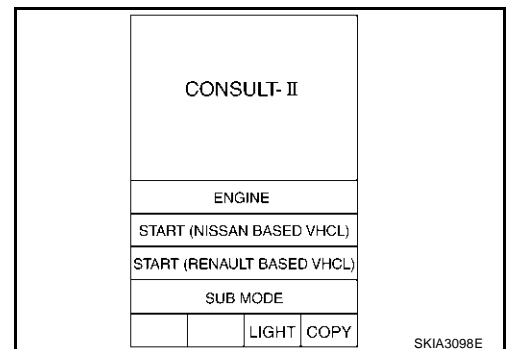 CONSULT-II
ENGINE
START (NISSAN BASED VHCL)
START (RENAULT BASED VHCL)
SUB MODE
LIGHT COPY
SKIA3098E